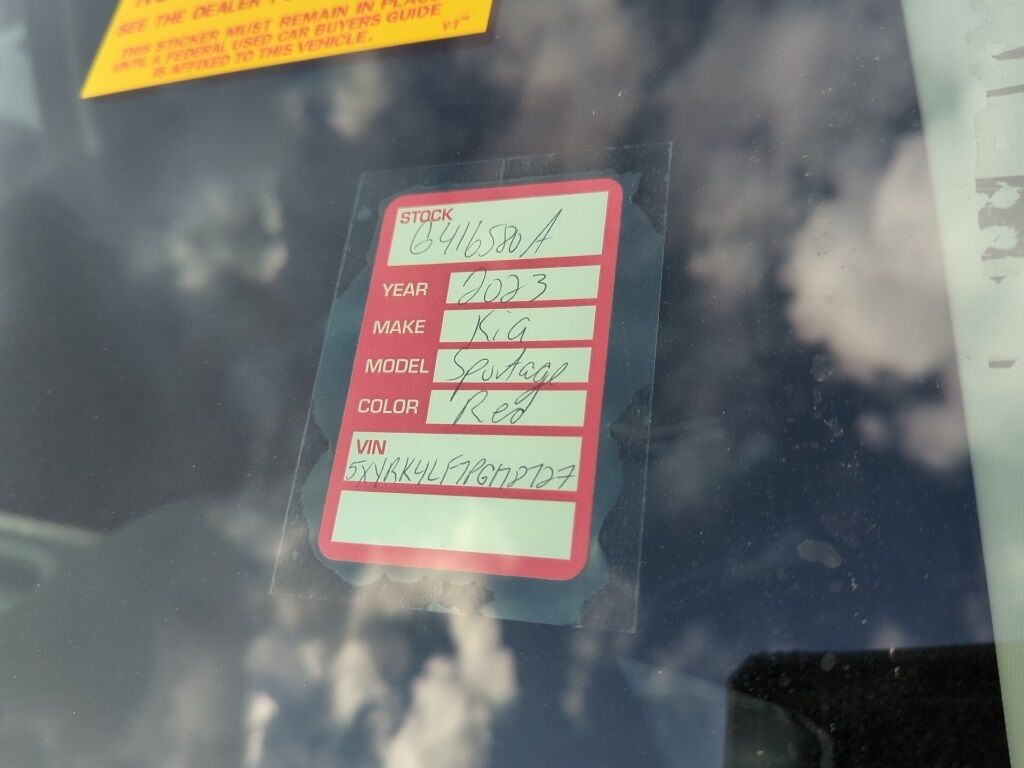 SEE THE DEALER
THIS STICKER MUST REMAIN IN PLACE
UNTIL A FEDERAL USED CAR BUYERS GUIDE
IS AFFIXED TO THIS VEHICLE.
V-T™
STOCK
G416580A
YEAR 2023
MAKE Kia
MODEL Sportage
COLOR Red
VIN